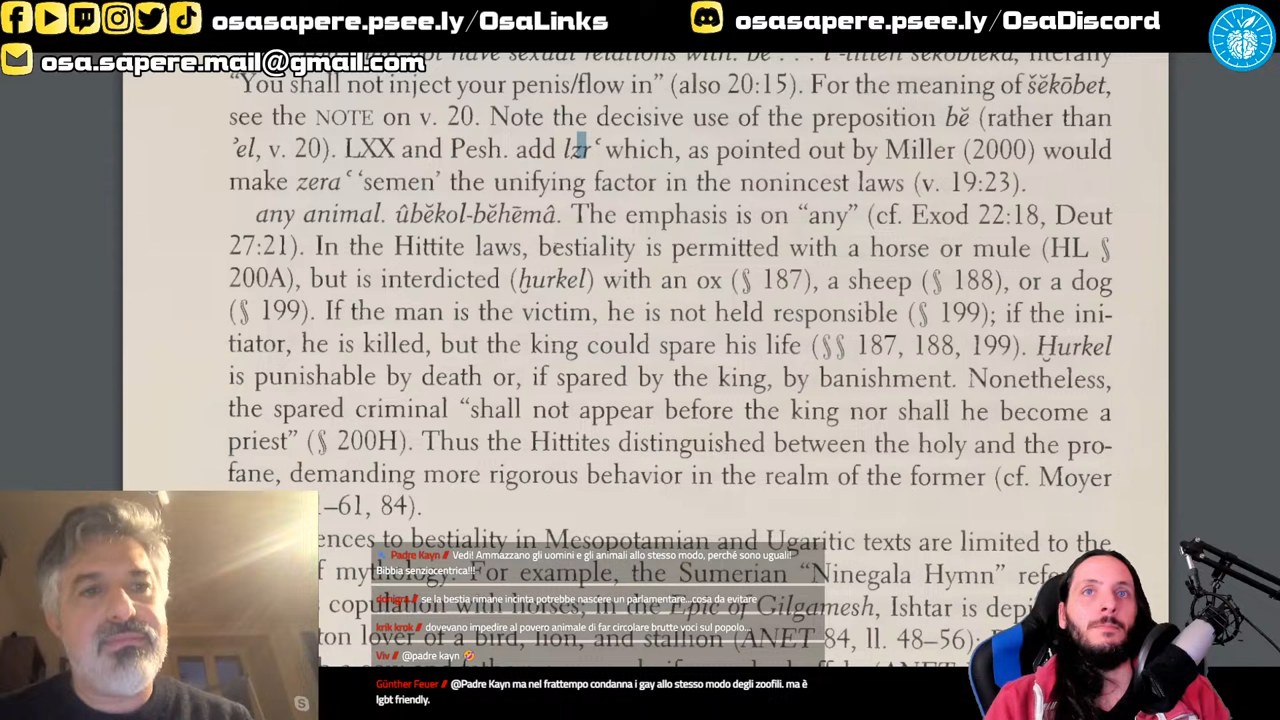 osasapere.psee.ly/OsaLinks
osasapere.psee.ly/OsaDiscord
osa.sapere.mail@gmail.com
have sexual relations with.
literally
“You shall not inject your penis/flow in” (also 20:15). For the meaning of šĕkōbet,
see the NOTE on v. 20. Note the decisive use of the preposition bĕ (rather than
ʾel, v. 20). LXX and Pesh. add lzrʿ which, as pointed out by Miller (2000) would
make zeraʿ ‘semen’ the unifying factor in the nonincest laws (v. 19:23).
any animal. ûbĕkol-bĕhēmâ. The emphasis is on “any” (cf. Exod 22:18, Deut
27:21). In the Hittite laws, bestiality is permitted with a horse or mule (HL §
200A), but is interdicted (ḫurkel) with an ox (§ 187), a sheep (§ 188), or a dog
(§ 199). If the man is the victim, he is not held responsible (§ 199); if the ini-
tiator, he is killed, but the king could spare his life (§§ 187, 188, 199). Ḫurkel
is punishable by death or, if spared by the king, by banishment. Nonetheless,
the spared criminal “shall not appear before the king nor shall he become a
priest” (§ 200H). Thus the Hittites distinguished between the holy and the pro-
fane, demanding more rigorous behavior in the realm of the former (cf. Moyer
–61, 84).
ences to bestiality in Mesopotamian and Ugaritic texts are limited to the
Padre Kayn Vedi! Ammazzano gli uomini e gli animali allo stesso modo, perché sono uguali!
Bibbia senziocentrica!!!
f mythology. For example, the Sumerian “Ninegala Hymn”
donigro se la bestia rimane incinta potrebbe nascere un parlamentare...cosa da evitare
copulation with horses; in the Epic of Gilgamesh, Ishtar is
krik krok dovevano impedire al povero animale di far circolare brutte voci sul popolo...
ton lover of a bird, lion, and stallion (ANET 84, ll. 48–56);
Viv @padre kayn 🤣
Günther Feuer @Padre Kayn ma nel frattempo condanna i gay allo stesso modo degli zoofili. ma è
lgbt friendly.